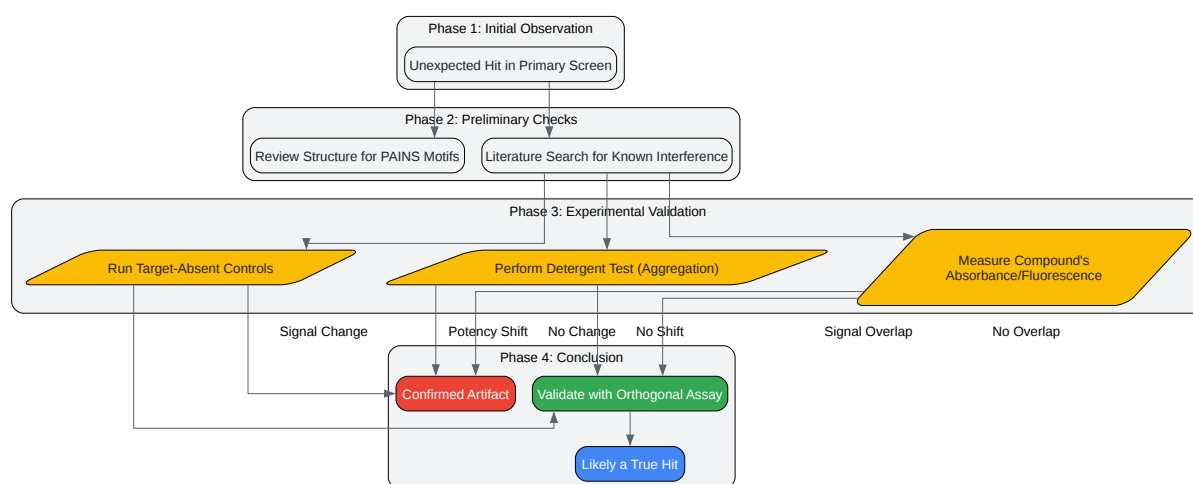 Phase 1: Initial Observation
Unexpected Hit in Primary Screen
Phase 2: Preliminary Checks
Review Structure for PAINS Motifs
Literature Search for Known Interference
Phase 3: Experimental Validation
Run Target-Absent Controls
Perform Detergent Test (Aggregation)
Measure Compound's
Absorbance/Fluorescence
Signal Change
Potency Shift
No Change
No Shift
Signal Overlap
No Overlap
Phase 4: Conclusion
Confirmed Artifact
Validate with Orthogonal Assay
Likely a True Hit